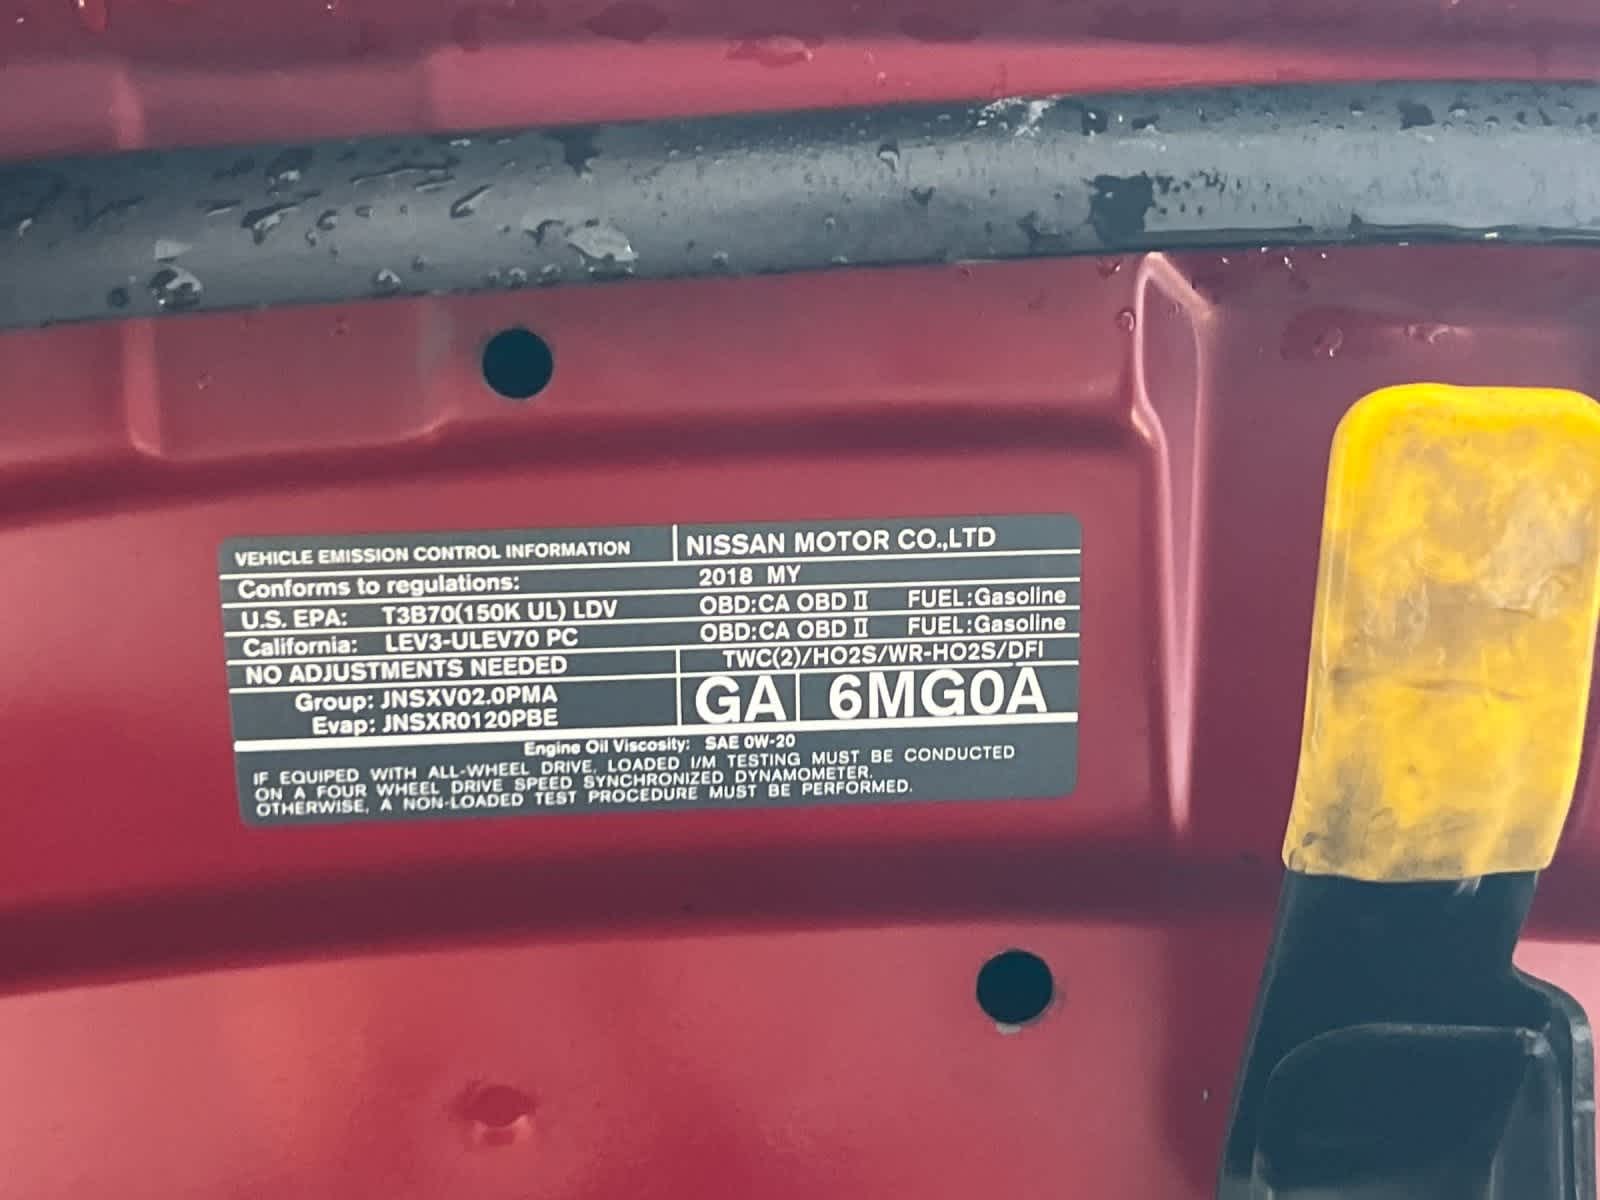 VEHICLE EMISSION CONTROL INFORMATION NISSAN MOTOR CO.,LTD
Conforms to regulations: 2018 MY
U.S. EPA: T3B70(150K UL) LDV OBD:CA OBD II FUEL:Gasoline
California: LEV3-ULEV70 PC OBD:CA OBD II FUEL:Gasoline
NO ADJUSTMENTS NEEDED TWC(2)/HO2S/WR-HO2S/DFI
Group: JNSXV02.0PMA GA 6MG0A
Evap: JNSXR0120PBE
Engine Oil Viscosity: SAE 0W-20
IF EQUIPED WITH ALL-WHEEL DRIVE, LOADED I/M TESTING MUST BE CONDUCTED
ON A FOUR WHEEL DRIVE SPEED SYNCHRONIZED DYNAMOMETER.
OTHERWISE, A NON-LOADED TEST PROCEDURE MUST BE PERFORMED.